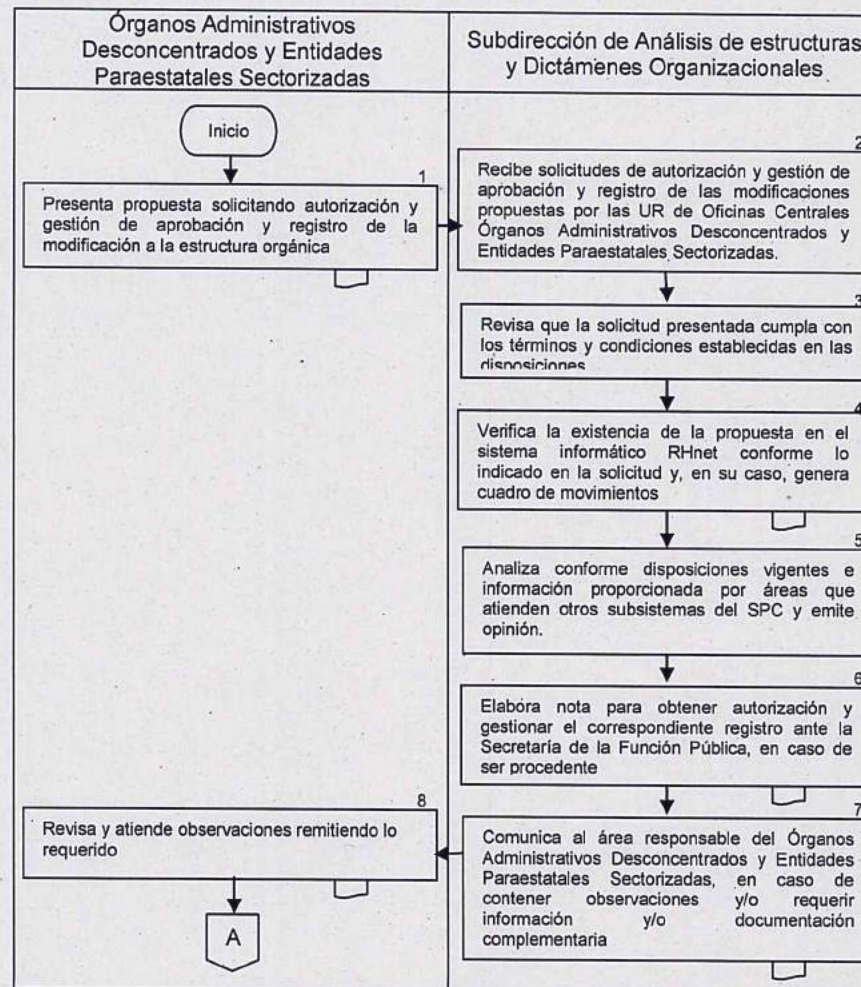 Órganos Administrativos
Desconcentrados y Entidades
Paraestatales Sectorizadas
Subdirección de Análisis de estructuras
y Dictámenes Organizacionales
Inicio
1
Presenta propuesta solicitando autorización y
gestión de aprobación y registro de la
modificación a la estructura orgánica
2
Recibe solicitudes de autorización y gestión de
aprobación y registro de las modificaciones
propuestas por las UR de Oficinas Centrales
Órganos Administrativos Desconcentrados y
Entidades Paraestatales Sectorizadas.
3
Revisa que la solicitud presentada cumpla con
los términos y condiciones establecidas en las
disposiciones
4
Verifica la existencia de la propuesta en el
sistema informático RHnet conforme lo
indicado en la solicitud y, en su caso, genera
cuadro de movimientos
5
Analiza conforme disposiciones vigentes e
información proporcionada por áreas que
atienden otros subsistemas del SPC y emite
opinión.
6
Elabora nota para obtener autorización y
gestionar el correspondiente registro ante la
Secretaría de la Función Pública, en caso de
ser procedente
7
Comunica al área responsable del Órganos
Administrativos Desconcentrados y Entidades
Paraestatales Sectorizadas, en caso de
contener observaciones y/o requerir
información y/o documentación
complementaria
8
Revisa y atiende observaciones remitiendo lo
requerido
A